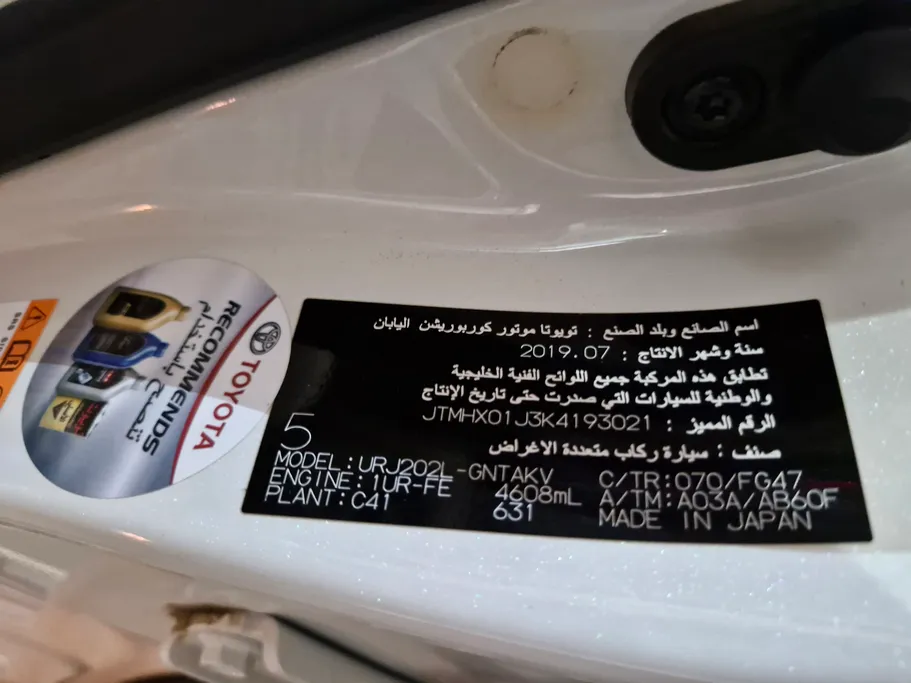 اسم الصانع وبلد الصنع : تويوتا موتور كوربوريشن اليابان
سنة وشهر الانتاج : 2019.07
تطابق هذه المركبة جميع اللوائح الفنية الخليجية
والوطنية للسيارات التي صدرت حتى تاريخ الإنتاج
الرقم المميز : JTMHX01J3K4193021
صنف : سيارة ركاب متعددة الاغراض
5
MODEL:URJ202L-GNTAKV C/TR:070/FG47
ENGINE:1UR-FE 4608mL A/TM:A03A/AB60F
PLANT:C41 631 MADE IN JAPAN
TOYOTA
RECOMMENDS
تنصح باستخدام
SRS